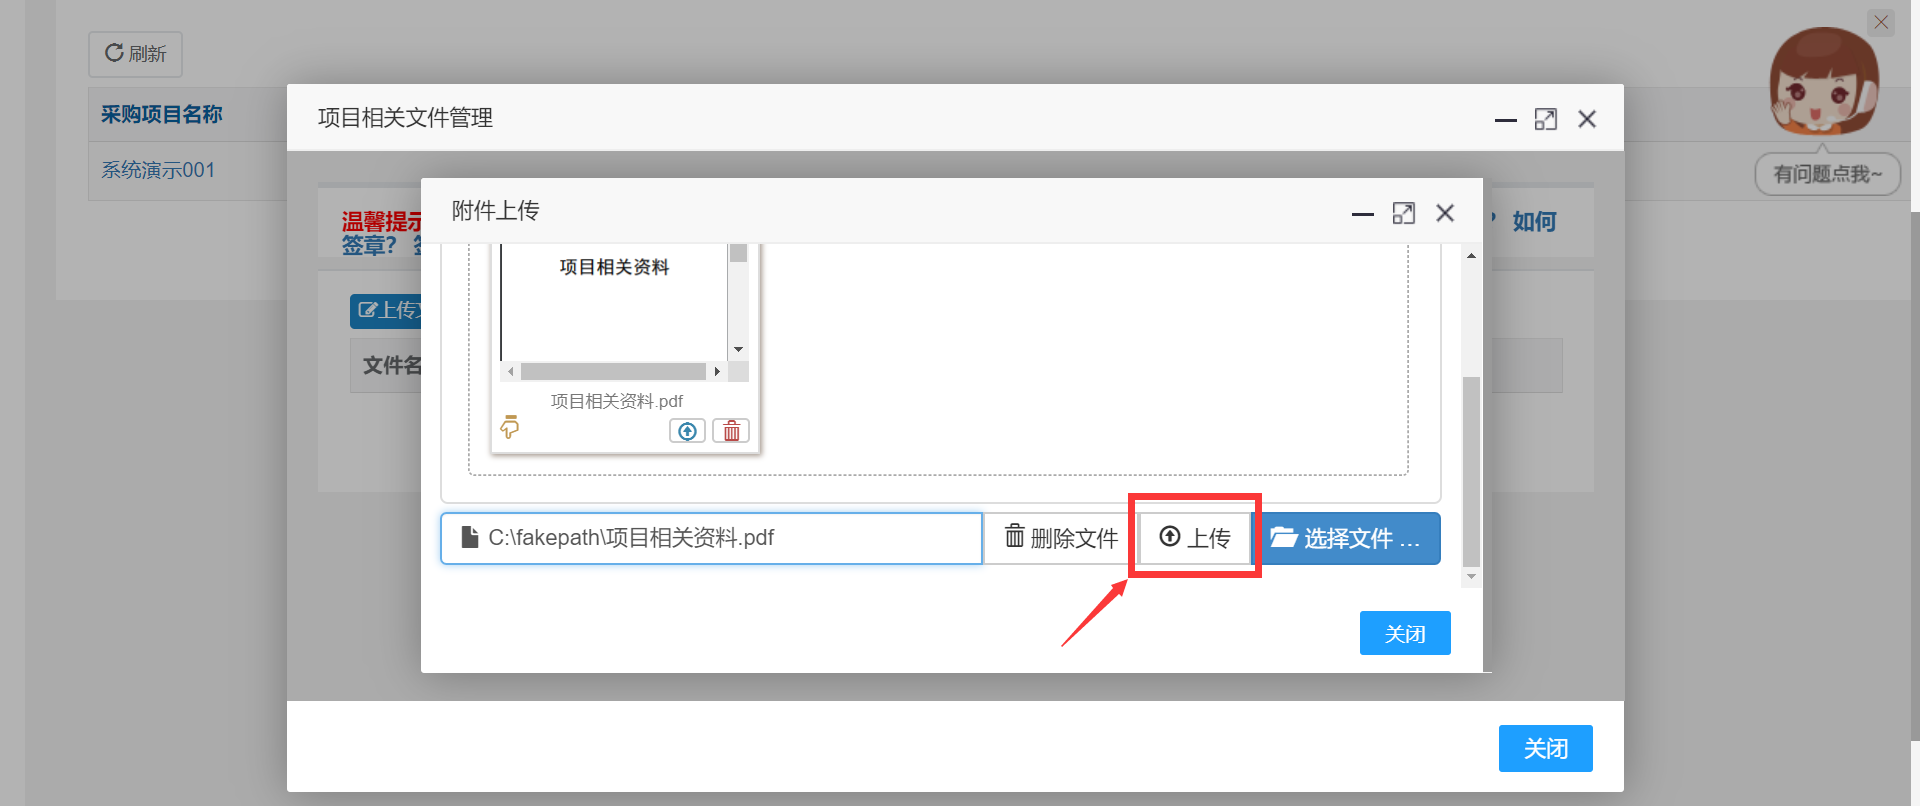 刷新
采购项目名称
系统演示001
有问题点我~
项目相关文件管理
温馨提示
如何
签章?
上传
文件名
附件上传
项目相关资料
项目相关资料.pdf
C:\fakepath\项目相关资料.pdf
删除文件
上传
选择文件 ...
关闭
关闭